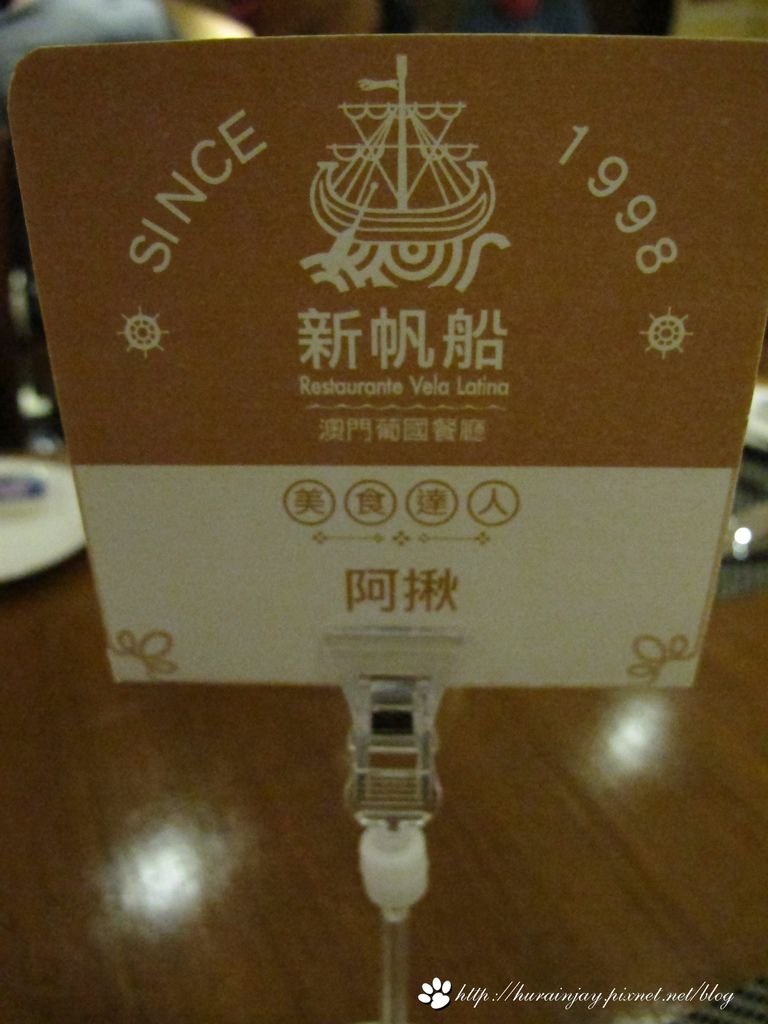 SINCE 1998
新帆船
Restaurante Vela Latina
澳門葡國餐廳
美食達人
阿揪
http://hurainjay.pixnet.net/blog